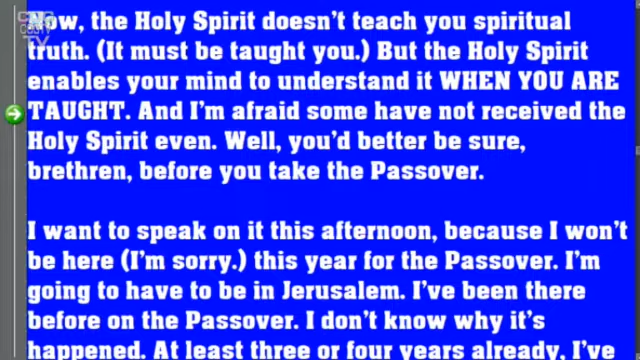 Now, the Holy Spirit doesn't teach you spiritual
truth. (It must be taught you.) But the Holy Spirit
enables your mind to understand it WHEN YOU ARE
TAUGHT. And I'm afraid some have not received the
Holy Spirit even. Well, you'd better be sure,
brethren, before you take the Passover.
I want to speak on it this afternoon, because I won't
be here (I'm sorry.) this year for the Passover. I'm
going to have to be in Jerusalem. I've been there
before on the Passover. I don't know why it's
happened. At least three or four years already, I've